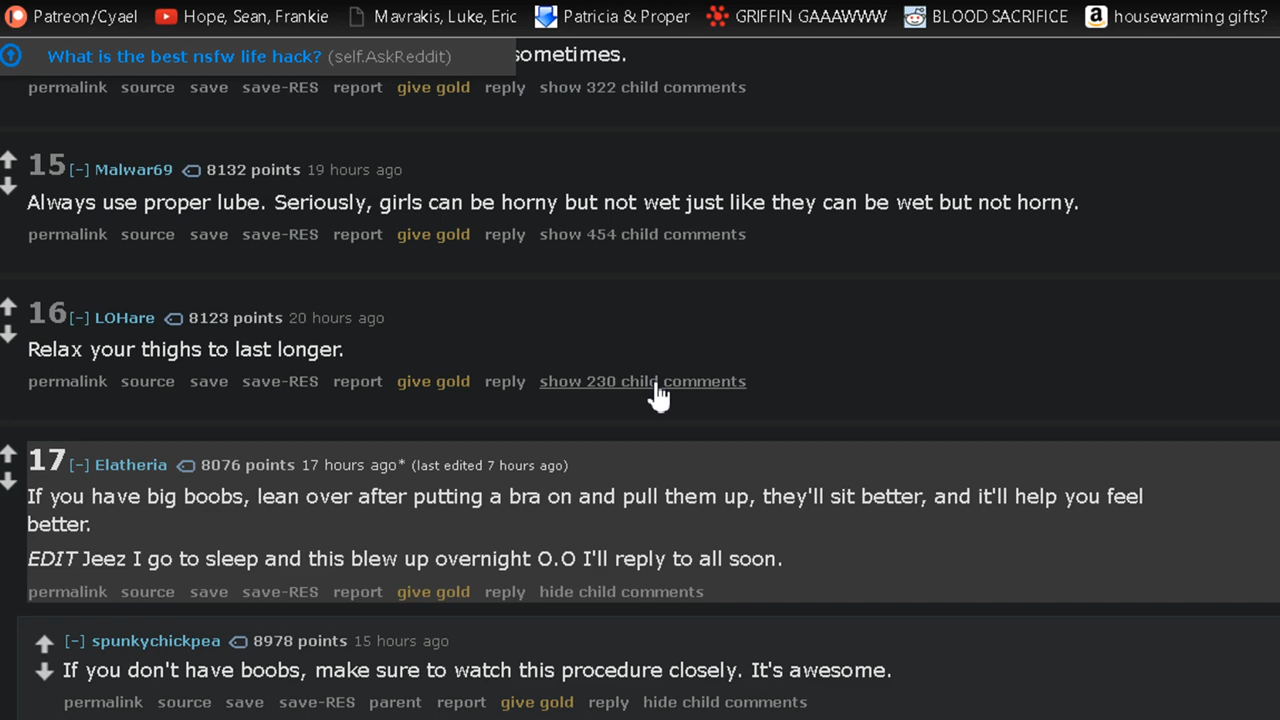 Patreon/Cyael Hope, Sean, Frankie Mavrakis, Luke, Eric Patricia & Proper GRIFFIN GAAAWWW BLOOD SACRIFICE housewarming gifts?
What is the best nsfw life hack? (self.AskReddit) sometimes.
permalink source save save-RES report give gold reply show 322 child comments
15 [-] Malwar69 8132 points 19 hours ago
Always use proper lube. Seriously, girls can be horny but not wet just like they can be wet but not horny.
permalink source save save-RES report give gold reply show 454 child comments
16 [-] LOHare 8123 points 20 hours ago
Relax your thighs to last longer.
permalink source save save-RES report give gold reply show 230 child comments
17 [-] Elatheria 8076 points 17 hours ago* (last edited 7 hours ago)
If you have big boobs, lean over after putting a bra on and pull them up, they'll sit better, and it'll help you feel
better.
EDIT Jeez I go to sleep and this blew up overnight O.O I'll reply to all soon.
permalink source save save-RES report give gold reply hide child comments
[-] spunkychickpea 8978 points 15 hours ago
If you don't have boobs, make sure to watch this procedure closely. It's awesome.
permalink source save save-RES parent report give gold reply hide child comments